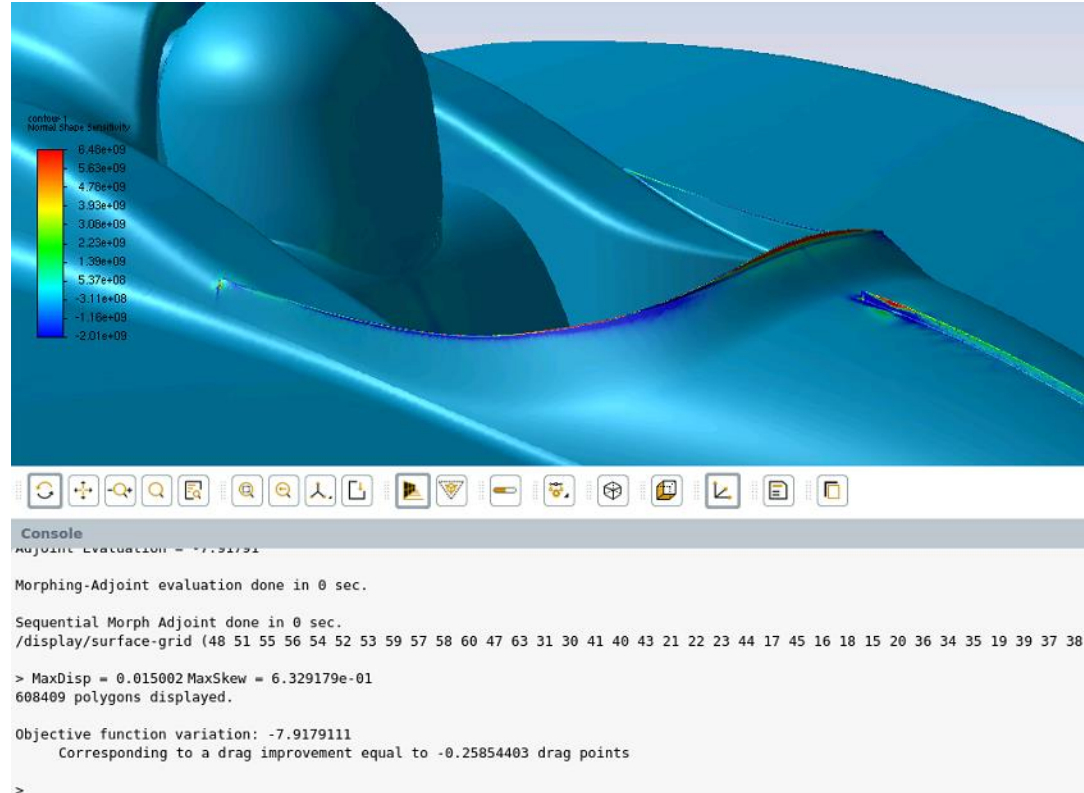 contour-1
Normal Shape Sensitivity
6.48e+09
5.63e+09
4.78e+09
3.93e+09
3.08e+09
2.23e+09
1.39e+09
5.37e+08
-3.11e+08
-1.16e+09
-2.01e+09
Console
Adjoint Evaluation = -7.91791
Morphing-Adjoint evaluation done in 0 sec.
Sequential Morph Adjoint done in 0 sec.
/display/surface-grid (48 51 55 56 54 52 53 59 57 58 60 47 63 31 30 41 40 43 21 22 23 44 17 45 16 18 15 20 36 34 35 19 39 37 38
> MaxDisp = 0.015002 MaxSkew = 6.329179e-01
608409 polygons displayed.
Objective function variation: -7.9179111
Corresponding to a drag improvement equal to -0.25854403 drag points
>